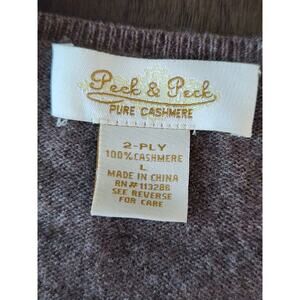 Peck & Peck
PURE CASHMERE
2-PLY
100% CASHMERE
L
MADE IN CHINA
RN# 113286
SEE REVERSE
FOR CARE